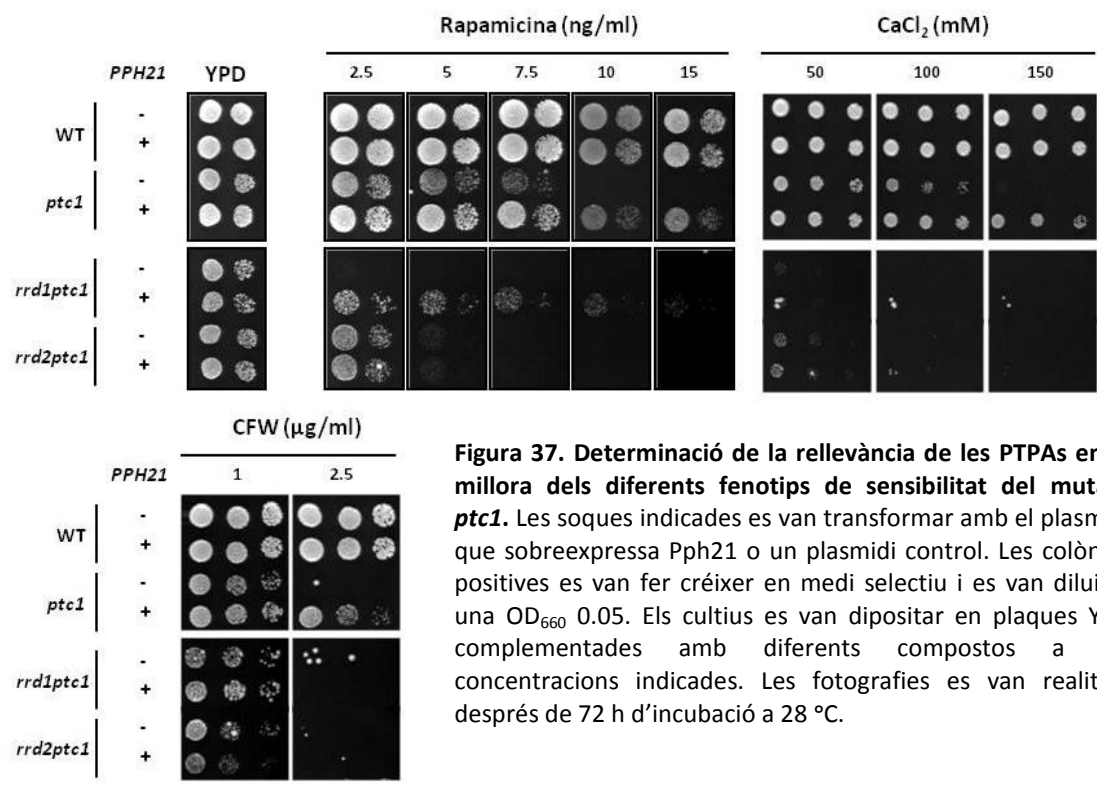 Rapamicina (ng/ml)
CaCl₂ (mM)
PPH21 YPD 2.5 5 7.5 10 15 50 100 150
-
WT
+
-
ptc1
+
-
rrd1ptc1
+
-
rrd2ptc1
+
CFW (µg/ml)
PPH21 1 2.5
-
WT
+
-
ptc1
+
-
rrd1ptc1
+
-
rrd2ptc1
+
Figura 37. Determinació de la rellevància de les PTPAs en
millora dels diferents fenotips de sensibilitat del
ptc1. Les soques indicades es van transformar amb el
que sobreexpressa Pph21 o un plasmidi control. Les
positives es van fer créixer en medi selectiu i es van
una OD₆₆₀ 0.05. Els cultius es van dipositar en plaques
complementades amb diferents compostos a
concentracions indicades. Les fotografies es van
després de 72 h d'incubació a 28 °C.